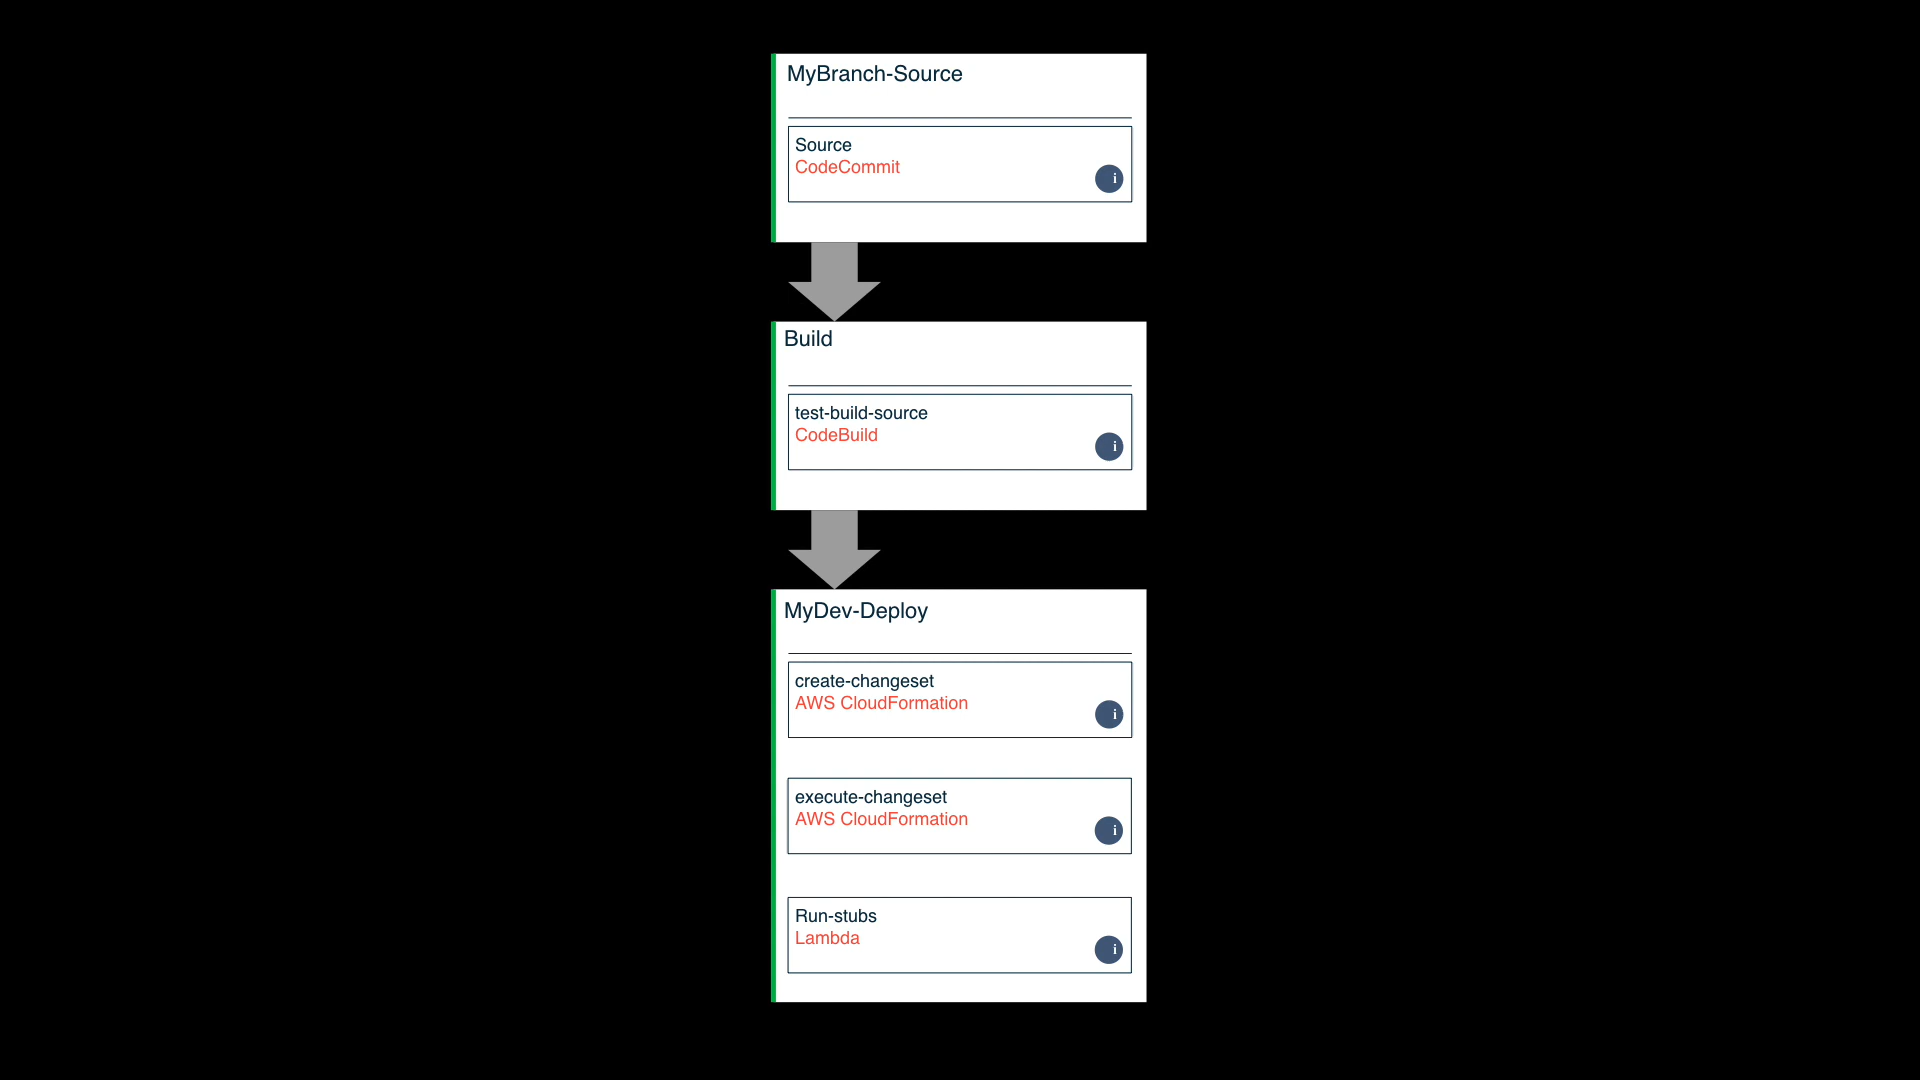 MyBranch-Source
Source
CodeCommit
i
Build
test-build-source
CodeBuild
i
MyDev-Deploy
create-changeset
AWS CloudFormation
i
execute-changeset
AWS CloudFormation
i
Run-stubs
Lambda
i